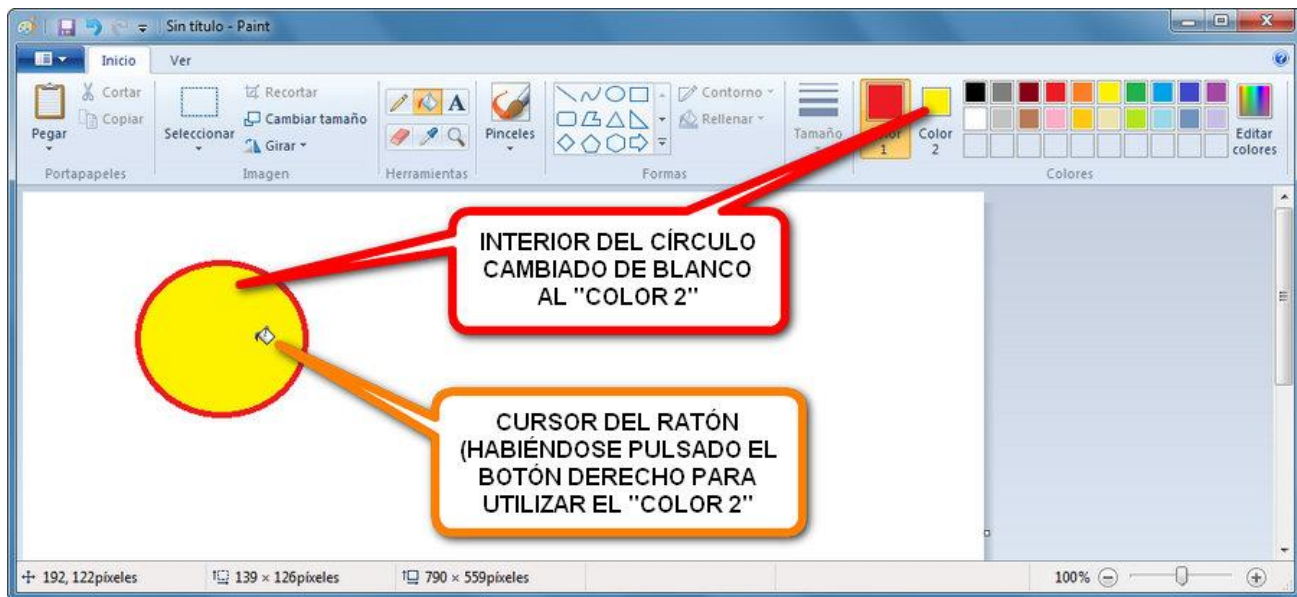 Sin título - Paint
Inicio Ver
Cortar Recortar Contorno
Copiar Cambiar tamaño A Rellenar
Pegar Seleccionar Girar Pinceles Tamaño Color 1 Color 2 Editar colores
Portapapeles Imagen Herramientas Formas Colores
INTERIOR DEL CÍRCULO
CAMBIADO DE BLANCO
AL "COLOR 2"
CURSOR DEL RATÓN
(HABIÉNDOSE PULSADO EL
BOTÓN DERECHO PARA
UTILIZAR EL "COLOR 2"
192, 122píxeles 139 × 126píxeles 790 × 559píxeles 100%